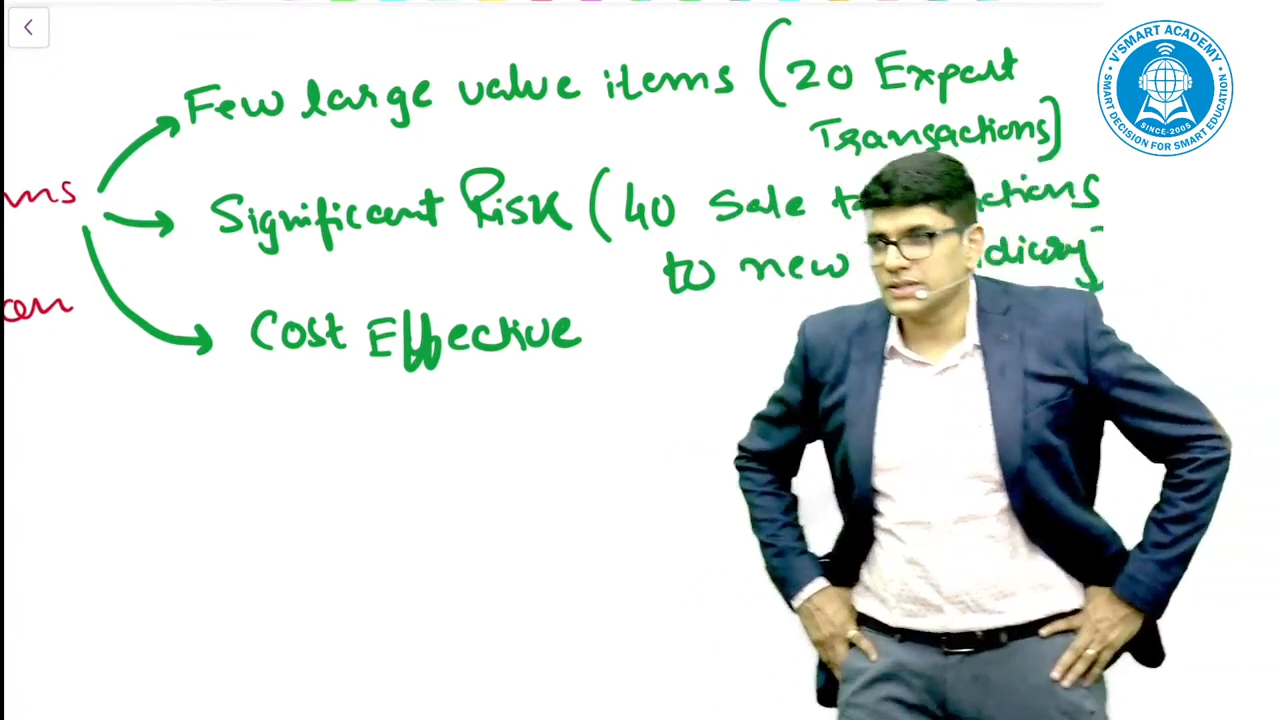 Few large value items (20 Export
Transactions)
Significant Risk (40 Sale
to new
Cost Effective
V'SMART ACADEMY
SINCE-2005
SMART DECISION FOR SMART EDUCATION